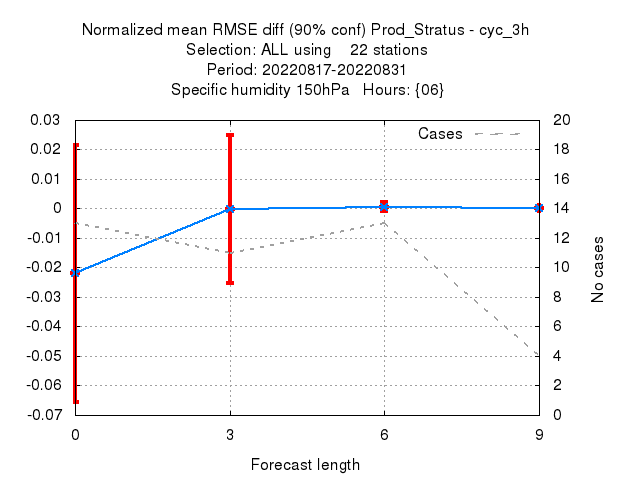 Normalized mean RMSE diff (90% conf) Prod_Stratus - cyc_3h
Selection: ALL using    22 stations
Period: 20220817-20220831
Specific humidity 150hPa   Hours: {06}
0.03
0.02
0.01
0
-0.01
-0.02
-0.03
-0.04
-0.05
-0.06
-0.07
Cases
20
18
16
14
12
10
8
6
4
2
0
No cases
0 3 6 9
Forecast length